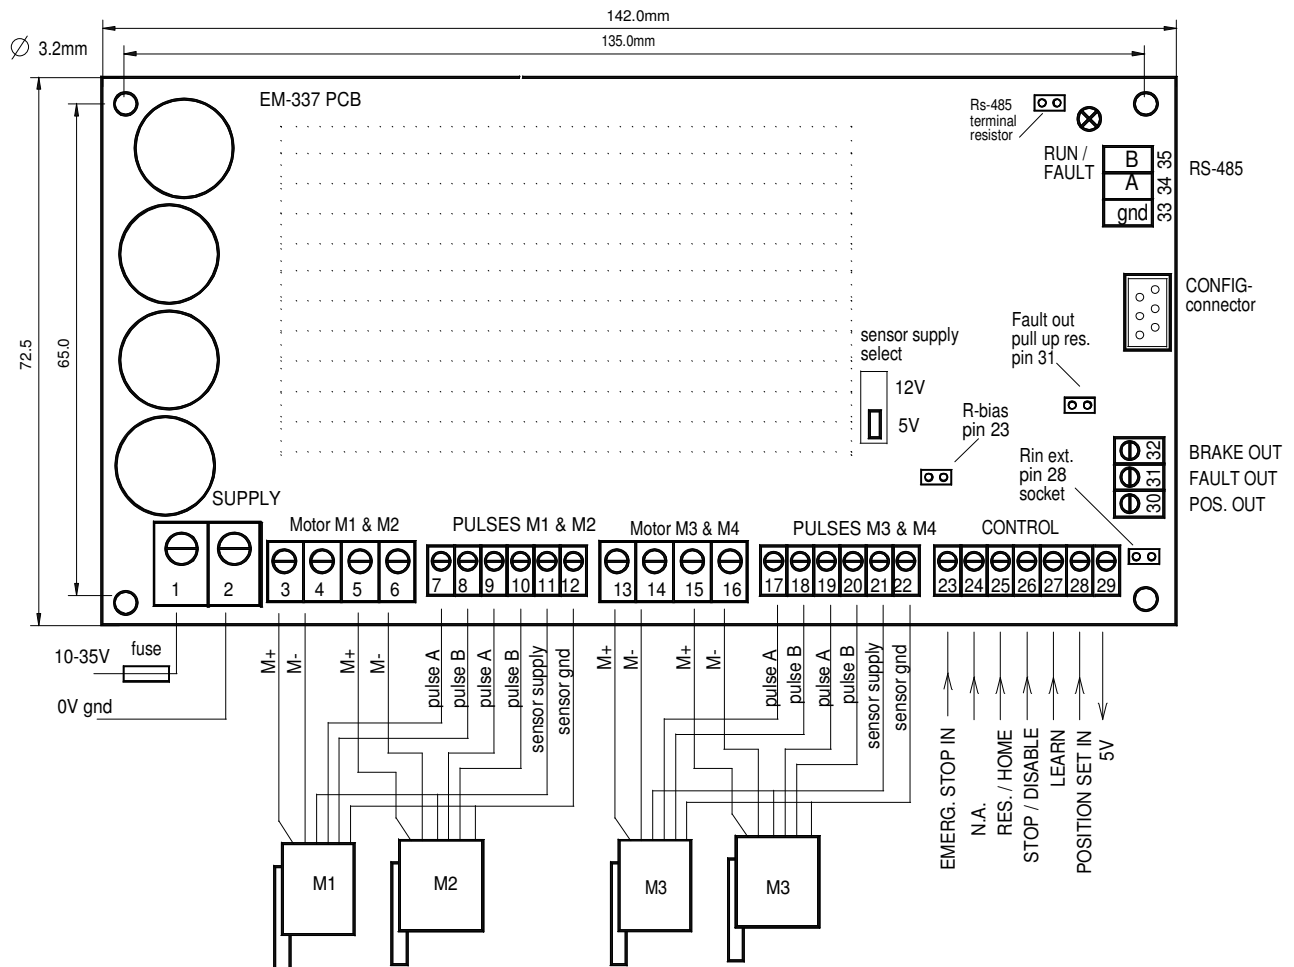 142.0mm
135.0mm
Ø 3.2mm
72.5
65.0
EM-337 PCB
Rs-485
terminal
resistor
RUN /
FAULT
B 35
A 34
gnd 33
RS-485
CONFIG-
connector
Fault out
pull up res.
pin 31
sensor supply
select
12V
5V
R-bias
pin 23
Rin ext.
pin 28
socket
32 BRAKE OUT
31 FAULT OUT
30 POS. OUT
SUPPLY
Motor M1 & M2
PULSES M1 & M2
Motor M3 & M4
PULSES M3 & M4
CONTROL
1 2 3 4 5 6 7 8 9 10 11 12 13 14 15 16 17 18 19 20 21 22 23 24 25 26 27 28 29
10-35V
fuse
0V gnd
M+
M-
M+
M-
pulse A
pulse B
pulse A
pulse B
sensor supply
sensor gnd
M+
M-
M+
M-
pulse A
pulse B
pulse A
pulse B
sensor supply
sensor gnd
EMERG. STOP IN
N.A.
RES. / HOME
STOP / DISABLE
LEARN
POSITION SET IN
5V
M1
M2
M3
M3